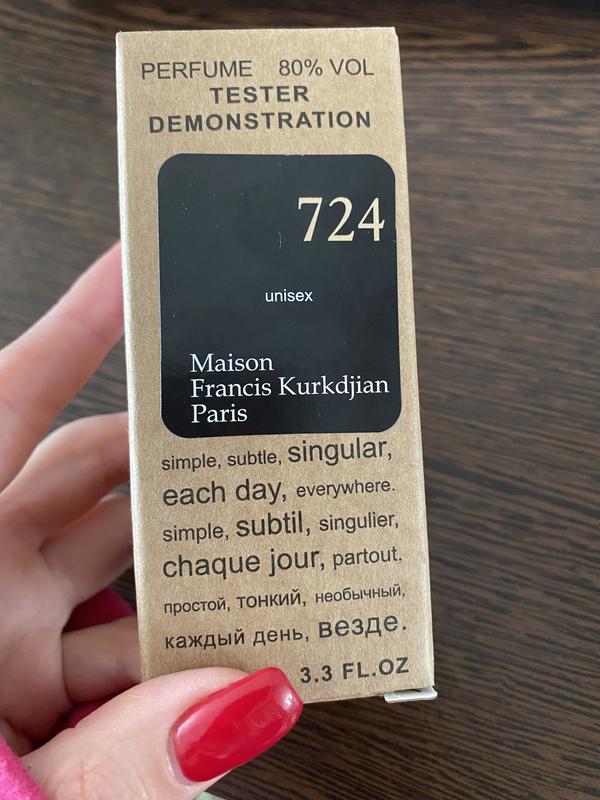 PERFUME 80% VOL
TESTER
DEMONSTRATION
724
unisex
Maison
Francis Kurkdjian
Paris
simple, subtle, singular,
each day, everywhere.
simple, subtil, singulier,
chaque jour, partout.
простой, тонкий, необычный,
каждый день, везде.
3.3 FL.OZ